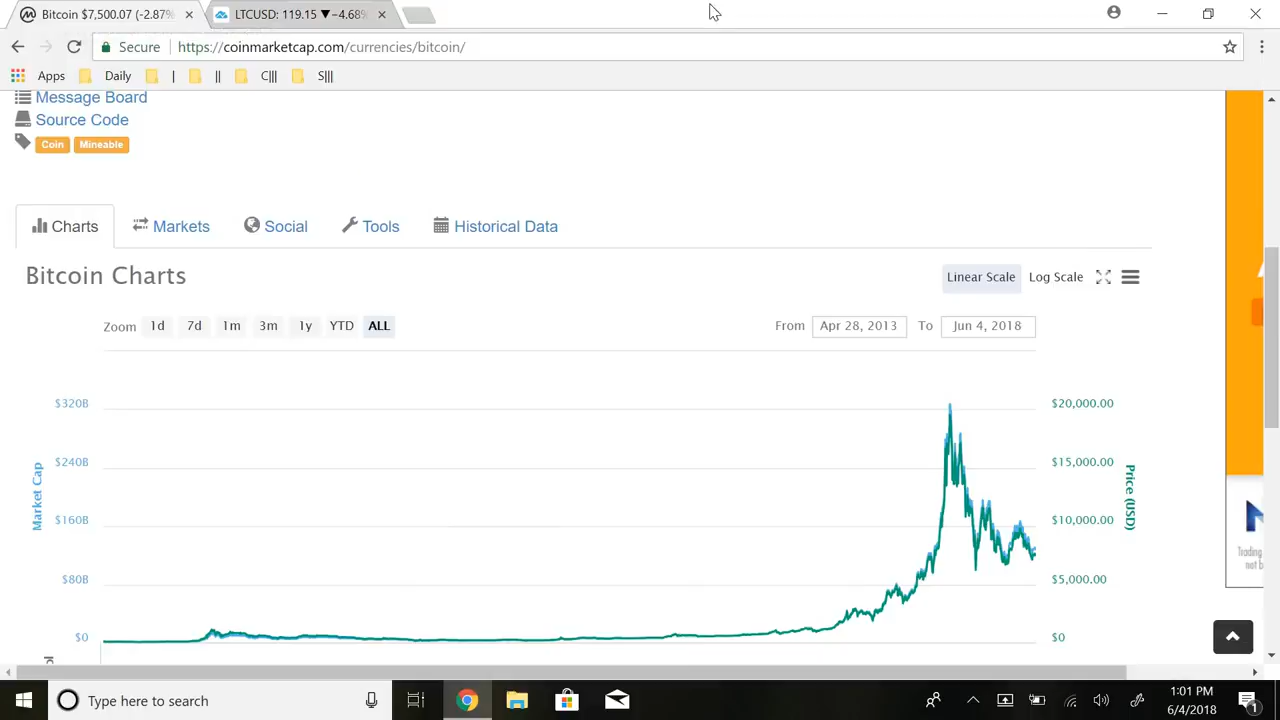 Bitcoin $7,500.07 (-2.87%
LTCUSD: 119.15 ▼−4.68%
Secure | https://coinmarketcap.com/currencies/bitcoin/
Apps Daily | || C||| S|||
Message Board
Source Code
Coin Mineable
Charts Markets Social Tools Historical Data
Bitcoin Charts
Linear Scale Log Scale
Zoom 1d 7d 1m 3m 1y YTD ALL
From Apr 28, 2013 To Jun 4, 2018
$320B $20,000.00
$240B $15,000.00
Market Cap
Price (USD)
$160B $10,000.00
$80B $5,000.00
$0 $0
Trading
not b
Type here to search
1:01 PM
6/4/2018
1